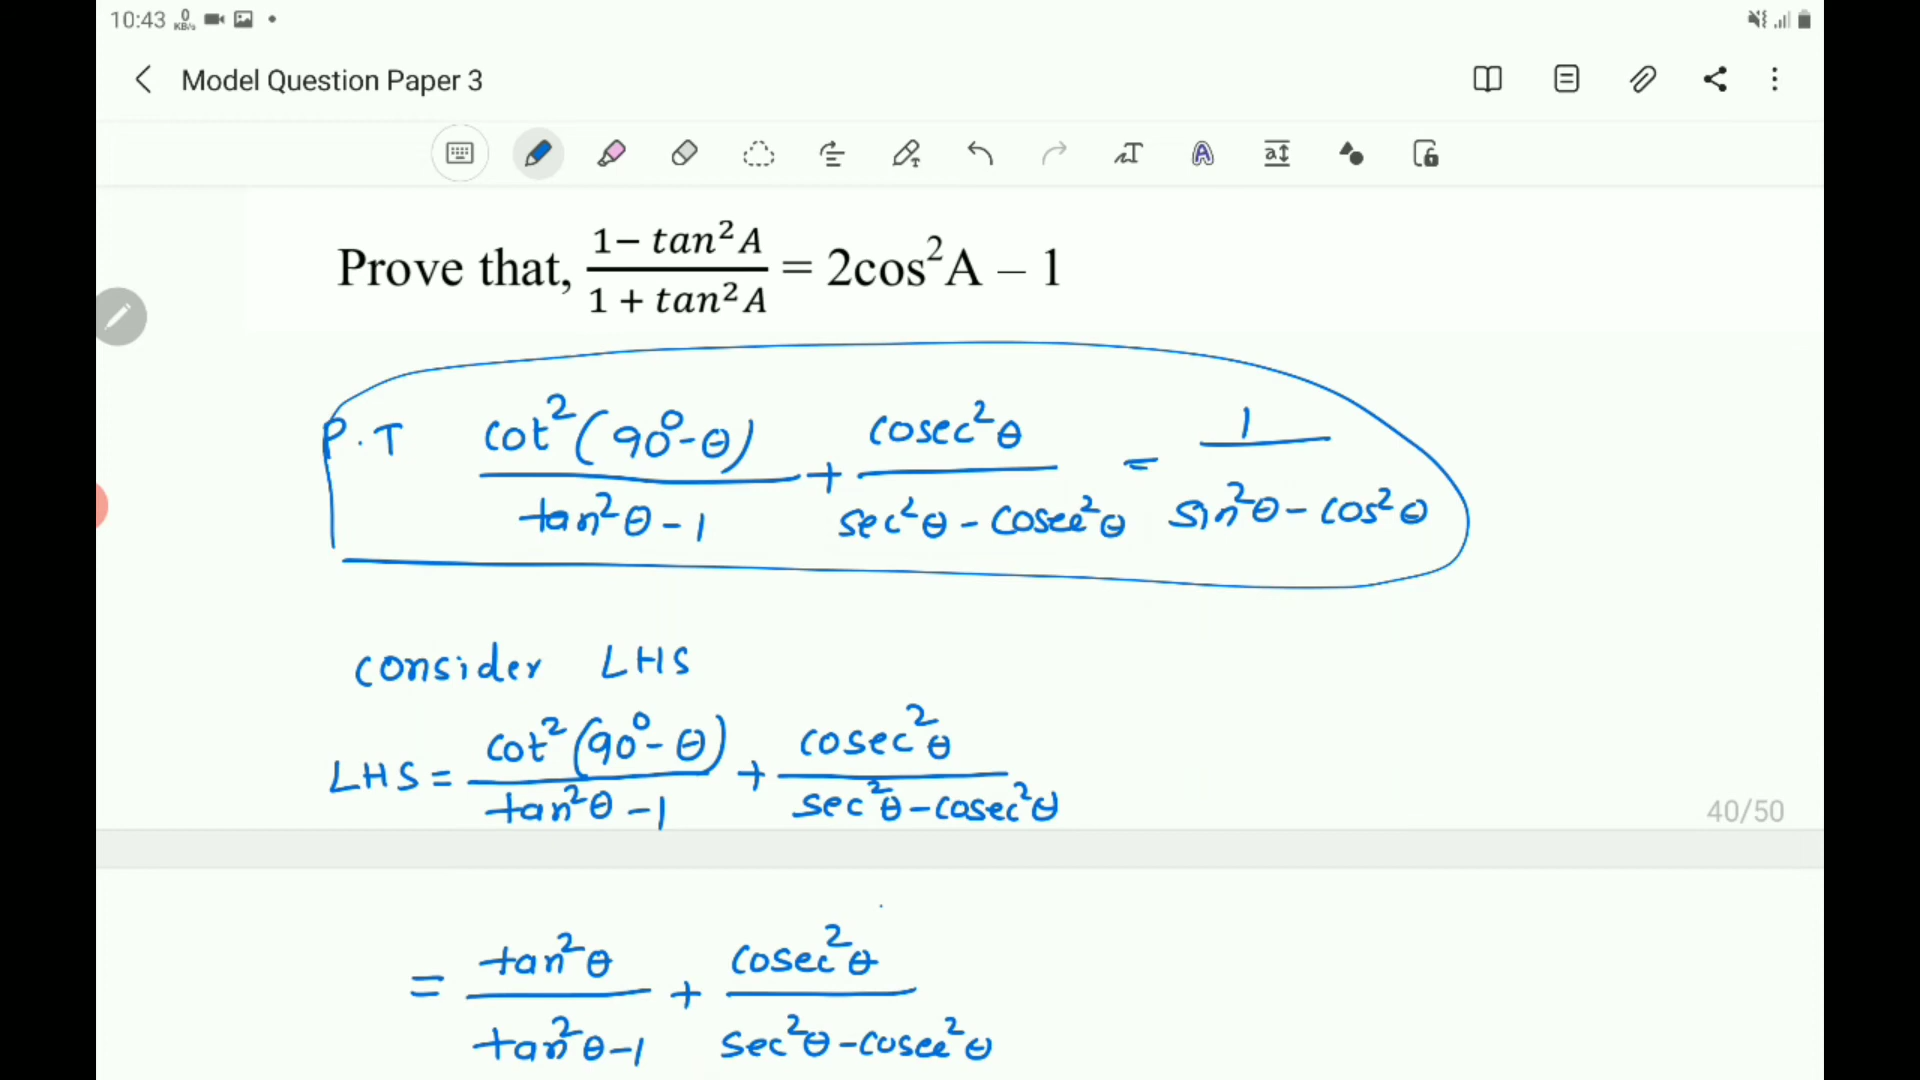 10:43 0 KB/s
Model Question Paper 3
Prove that, (1− tan²A)/(1 + tan²A) = 2cos²A – 1
P.T cot²(90°-θ)/(tan²θ-1) + cosec²θ/(sec²θ - cosec²θ) = 1/(sin²θ - cos²θ)
consider LHS
LHS = cot²(90°-θ)/(tan²θ-1) + cosec²θ/(sec²θ-cosec²θ)
40/50
= tan²θ/(tan²θ-1) + cosec²θ/(sec²θ-cosec²θ)